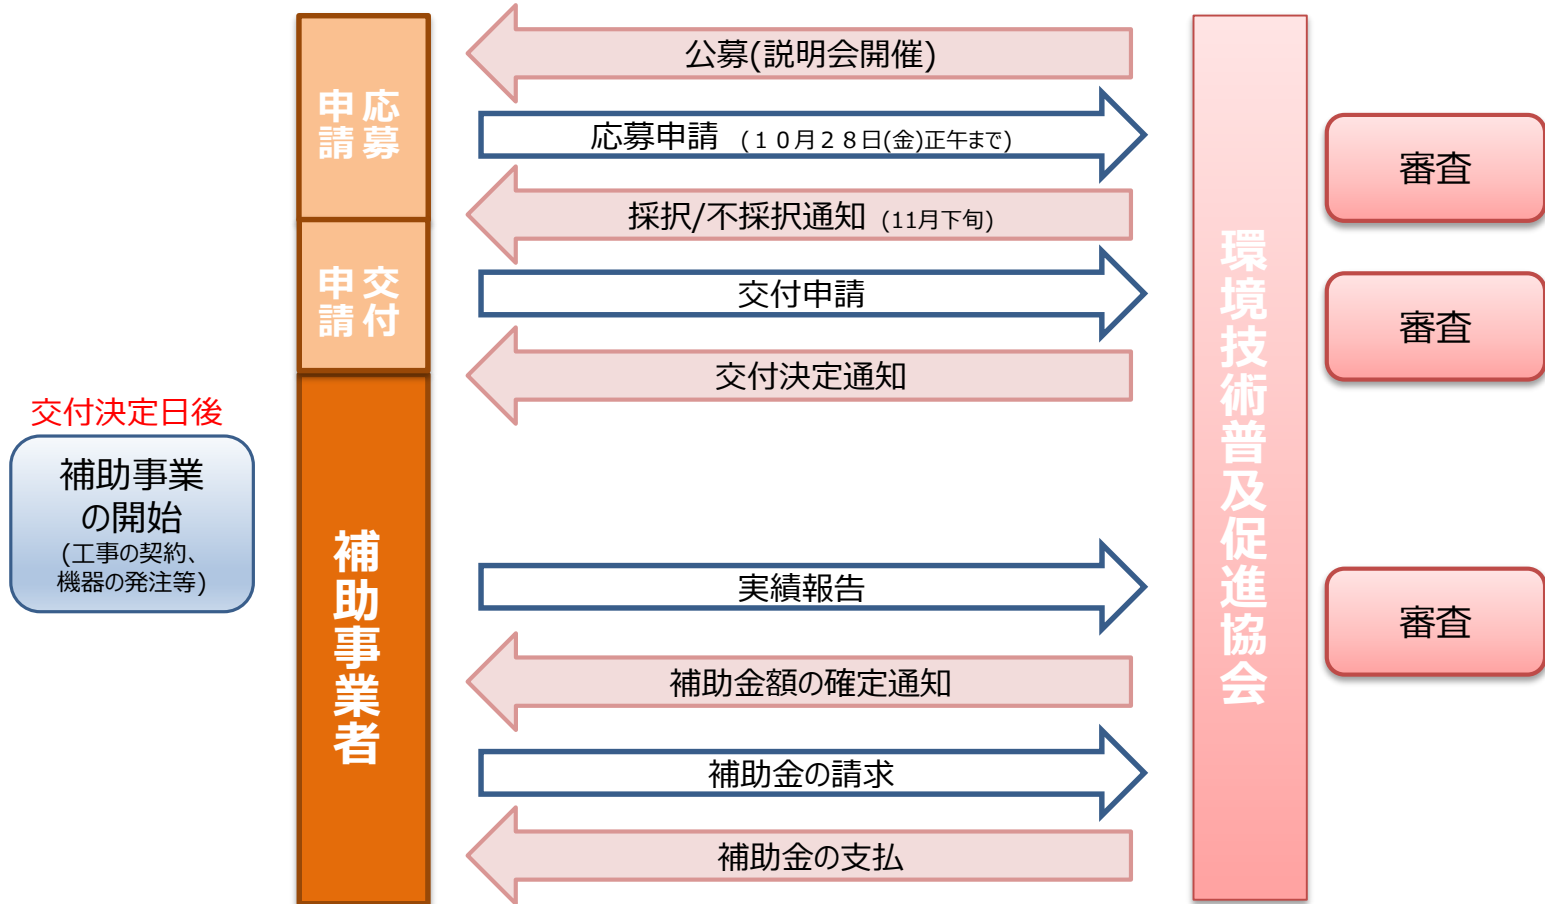 公募(説明会開催)
応募
申請
応募申請 (１０月２８日(金)正午まで)
審査
採択/不採択通知 (11月下旬)
交付
申請
交付申請
審査
交付決定通知
環境技術普及促進協会
交付決定日後
補助事業
の開始
(工事の契約、
機器の発注等)
補助事業者
実績報告
審査
補助金額の確定通知
補助金の請求
補助金の支払